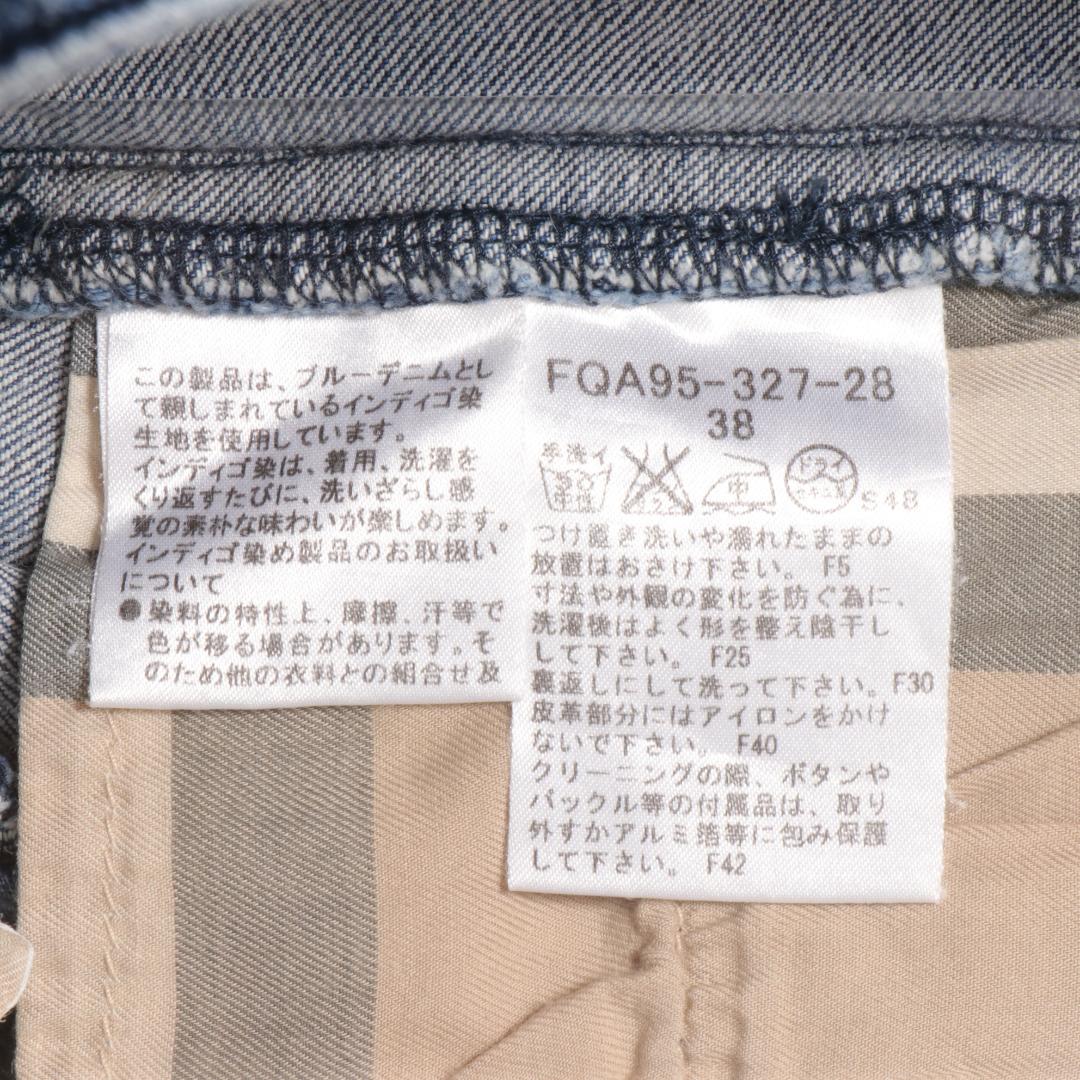 この製品は、ブルーデニムとし
て親しまれているインディゴ染
生地を使用しています。
インディゴ染は、着用、洗濯を
くり返すたびに、洗いざらし感
覚の素朴な味わいが楽しめます。
インディゴ染め製品のお取扱い
について
●染料の特性上、摩擦、汗等で
色が移る場合があります。そ
のため他の衣料との組合せ及
FQA95-327-28
38
手洗イ
30
中性
中
ドライ
セキユ系
S48
つけ置き洗いや濡れたままの
放置はおさけ下さい。 F5
寸法や外観の変化を防ぐ為に、
洗濯後はよく形を整え陰干し
して下さい。 F25
裏返しにして洗って下さい。F30
皮革部分にはアイロンをかけ
ないで下さい。 F40
クリーニングの際、ボタンや
バックル等の付属品は、取り
外すかアルミ箔等に包み保護
して下さい。 F42